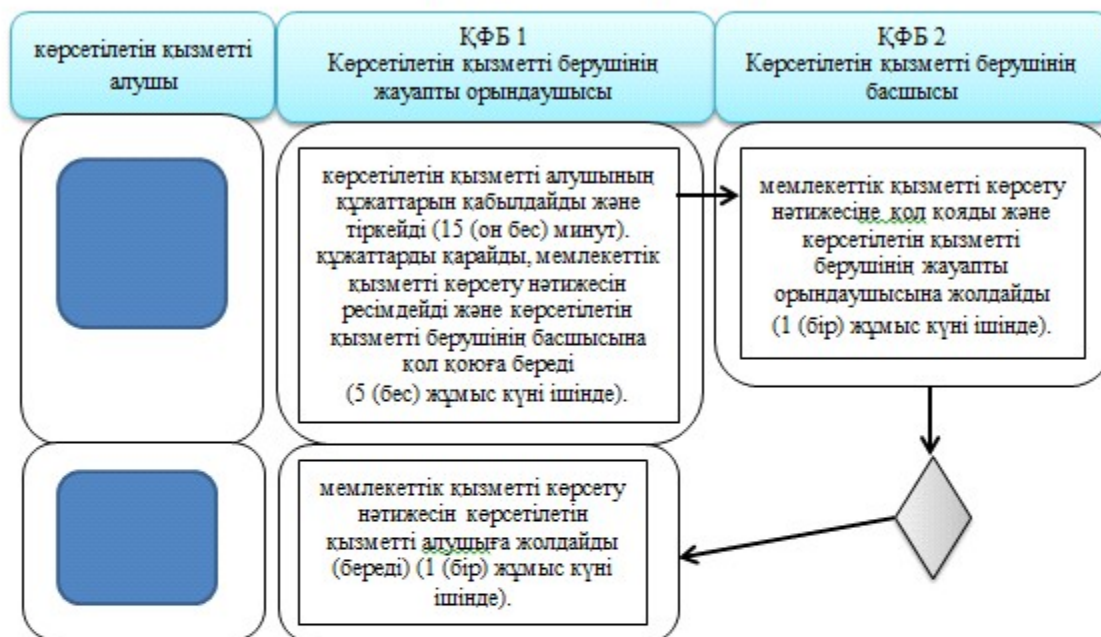 көрсетілетін қызметті
алушы
ҚФБ 1
Көрсетілетін қызметті берушінің
жауапты орындаушысы
ҚФБ 2
Көрсетілетін қызметті берушінің
басшысы
көрсетілетін қызметті алушының
құжаттарын қабылдайды және
тіркейді (15 (он бес) минут).
құжаттарды қарайды, мемлекеттік
қызметті көрсету нәтижесін
ресімдейді және көрсетілетін
қызметті берушінің басшысына
қол қоюға береді
(5 (бес) жұмыс күні ішінде).
мемлекеттік қызметті көрсету
нәтижесіне қол қояды және
көрсетілетін қызметті
берушінің жауапты
орындаушысына жолдайды
(1 (бір) жұмыс күні ішінде).
мемлекеттік қызметті көрсету
нәтижесін көрсетілетін
қызметті алушыға жолдайды
(береді) (1 (бір) жұмыс күні
ішінде).